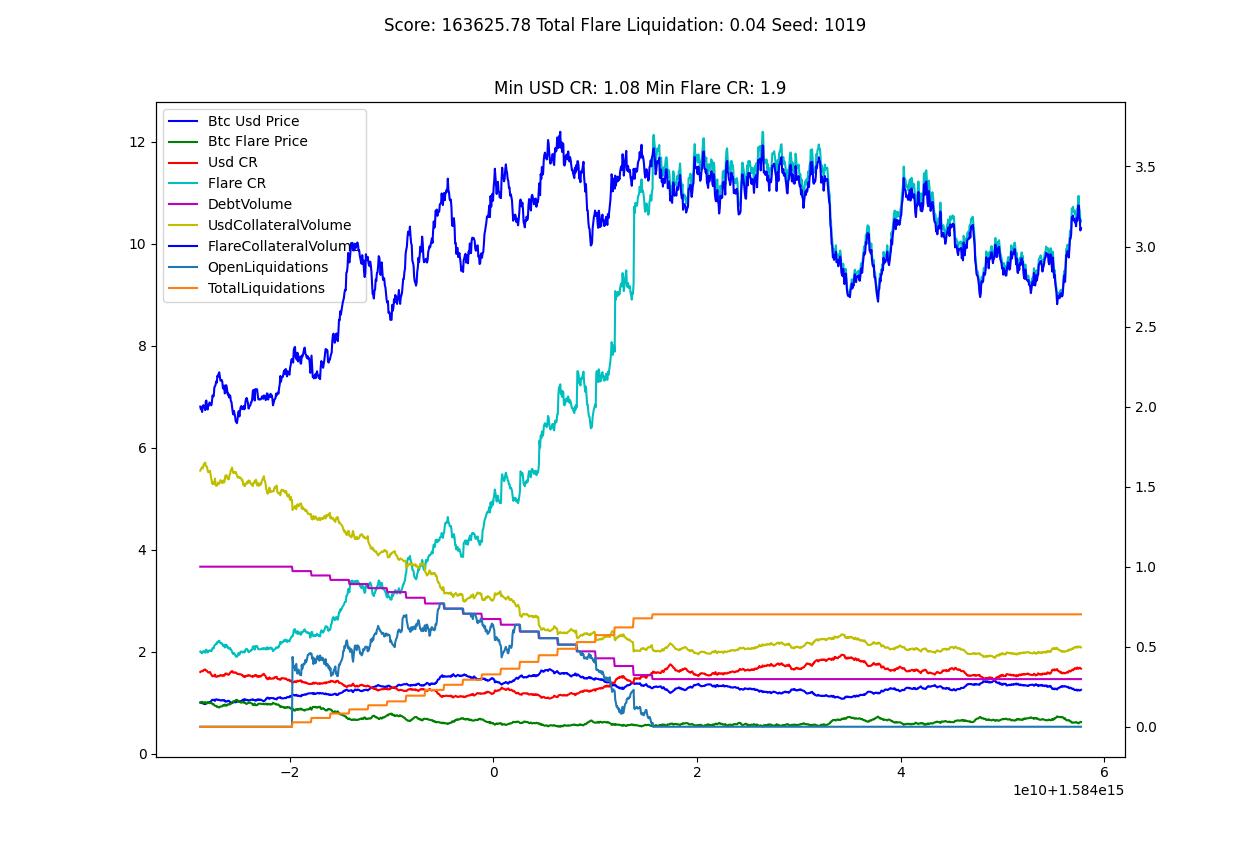 Score: 163625.78 Total Flare Liquidation: 0.04 Seed: 1019
Min USD CR: 1.08 Min Flare CR: 1.9
Btc Usd Price
Btc Flare Price
Usd CR
Flare CR
DebtVolume
UsdCollateralVolume
FlareCollateralVolume
OpenLiquidations
TotalLiquidations
12
10
8
6
4
2
0
3.5
3.0
2.5
2.0
1.5
1.0
0.5
0.0
−2 0 2 4 6
1e10+1.584e15